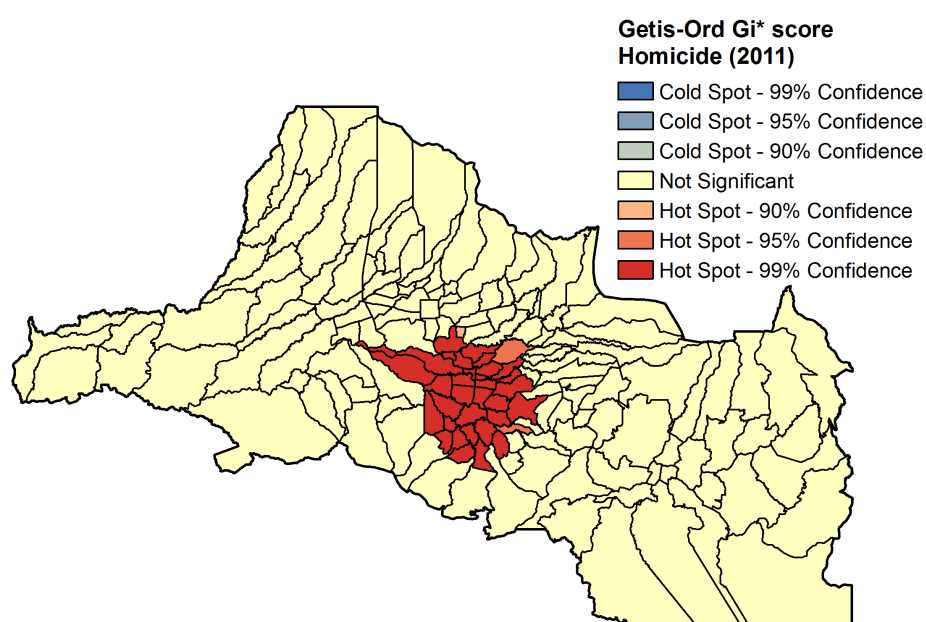 Getis-Ord Gi* score
Homicide (2011)
Cold Spot - 99% Confidence
Cold Spot - 95% Confidence
Cold Spot - 90% Confidence
Not Significant
Hot Spot - 90% Confidence
Hot Spot - 95% Confidence
Hot Spot - 99% Confidence